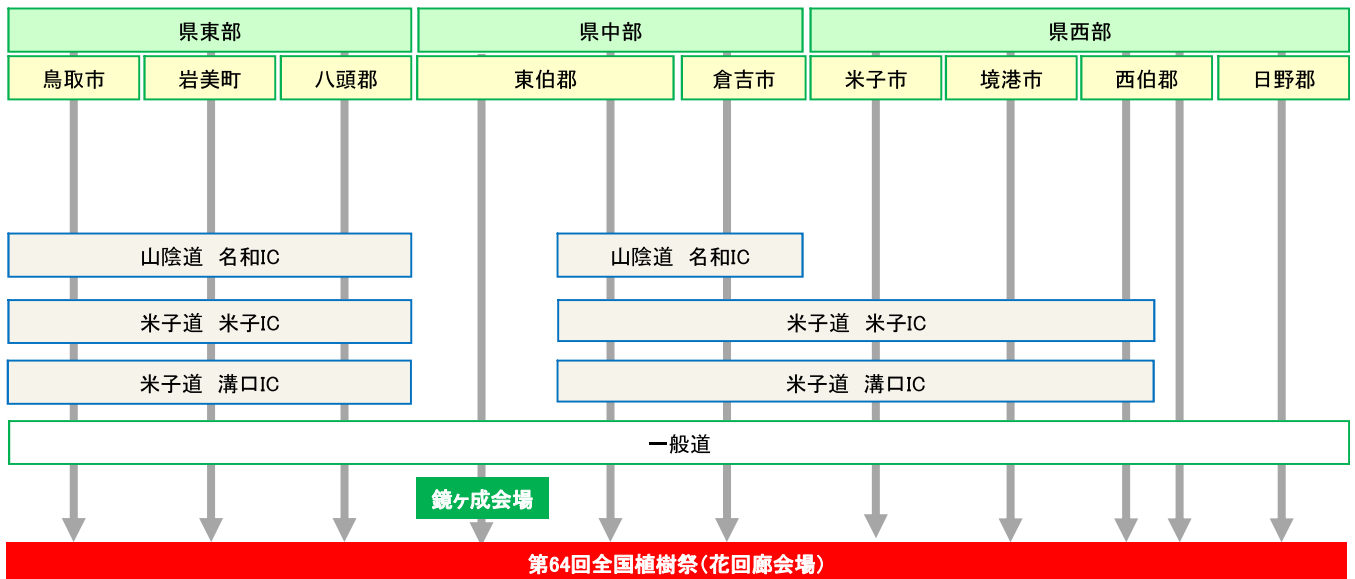 県東部 県中部 県西部
鳥取市 岩美町 八頭郡 東伯郡 倉吉市 米子市 境港市 西伯郡 日野郡
山陰道　名和IC 山陰道　名和IC
米子道　米子IC 米子道　米子IC
米子道　溝口IC 米子道　溝口IC
一般道
鏡ヶ成会場
第64回全国植樹祭（花回廊会場）